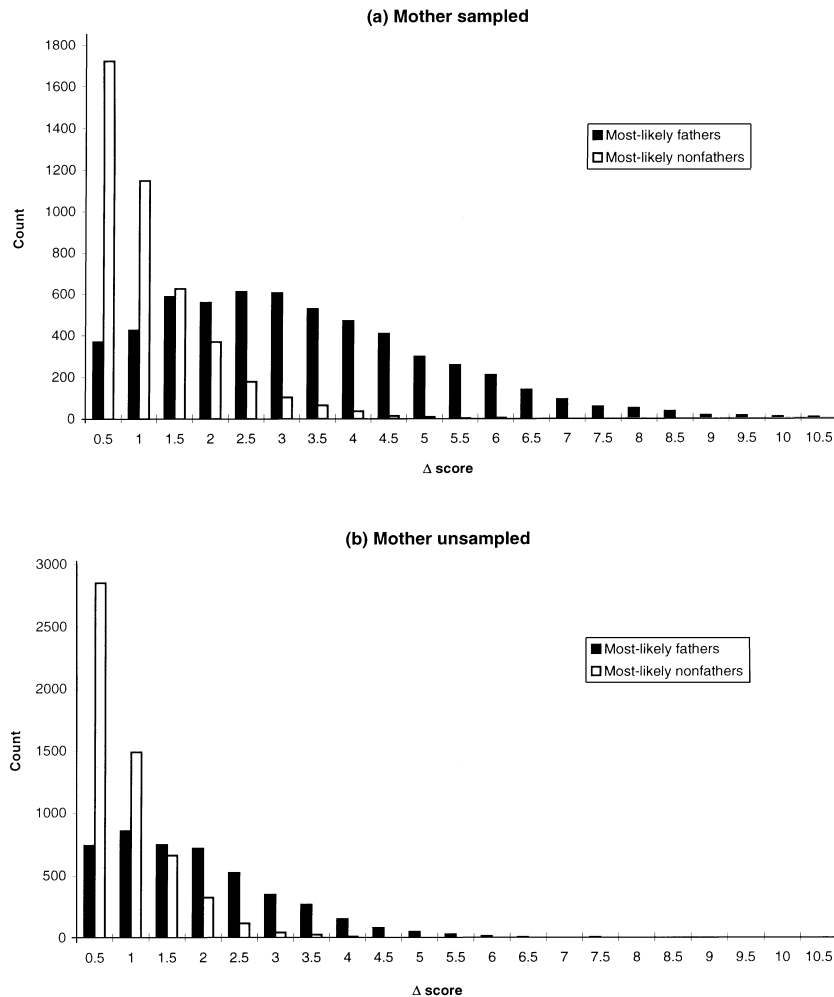 (a) Mother sampled
1800
1600
1400
1200
1000
800
600
400
200
0
Count
Most-likely fathers
Most-likely nonfathers
0.5 1 1.5 2 2.5 3 3.5 4 4.5 5 5.5 6 6.5 7 7.5 8 8.5 9 9.5 10 10.5
Δ score
(b) Mother unsampled
3000
2500
2000
1500
1000
500
0
Count
Most-likely fathers
Most-likely nonfathers
0.5 1 1.5 2 2.5 3 3.5 4 4.5 5 5.5 6 6.5 7 7.5 8 8.5 9 9.5 10 10.5
Δ score